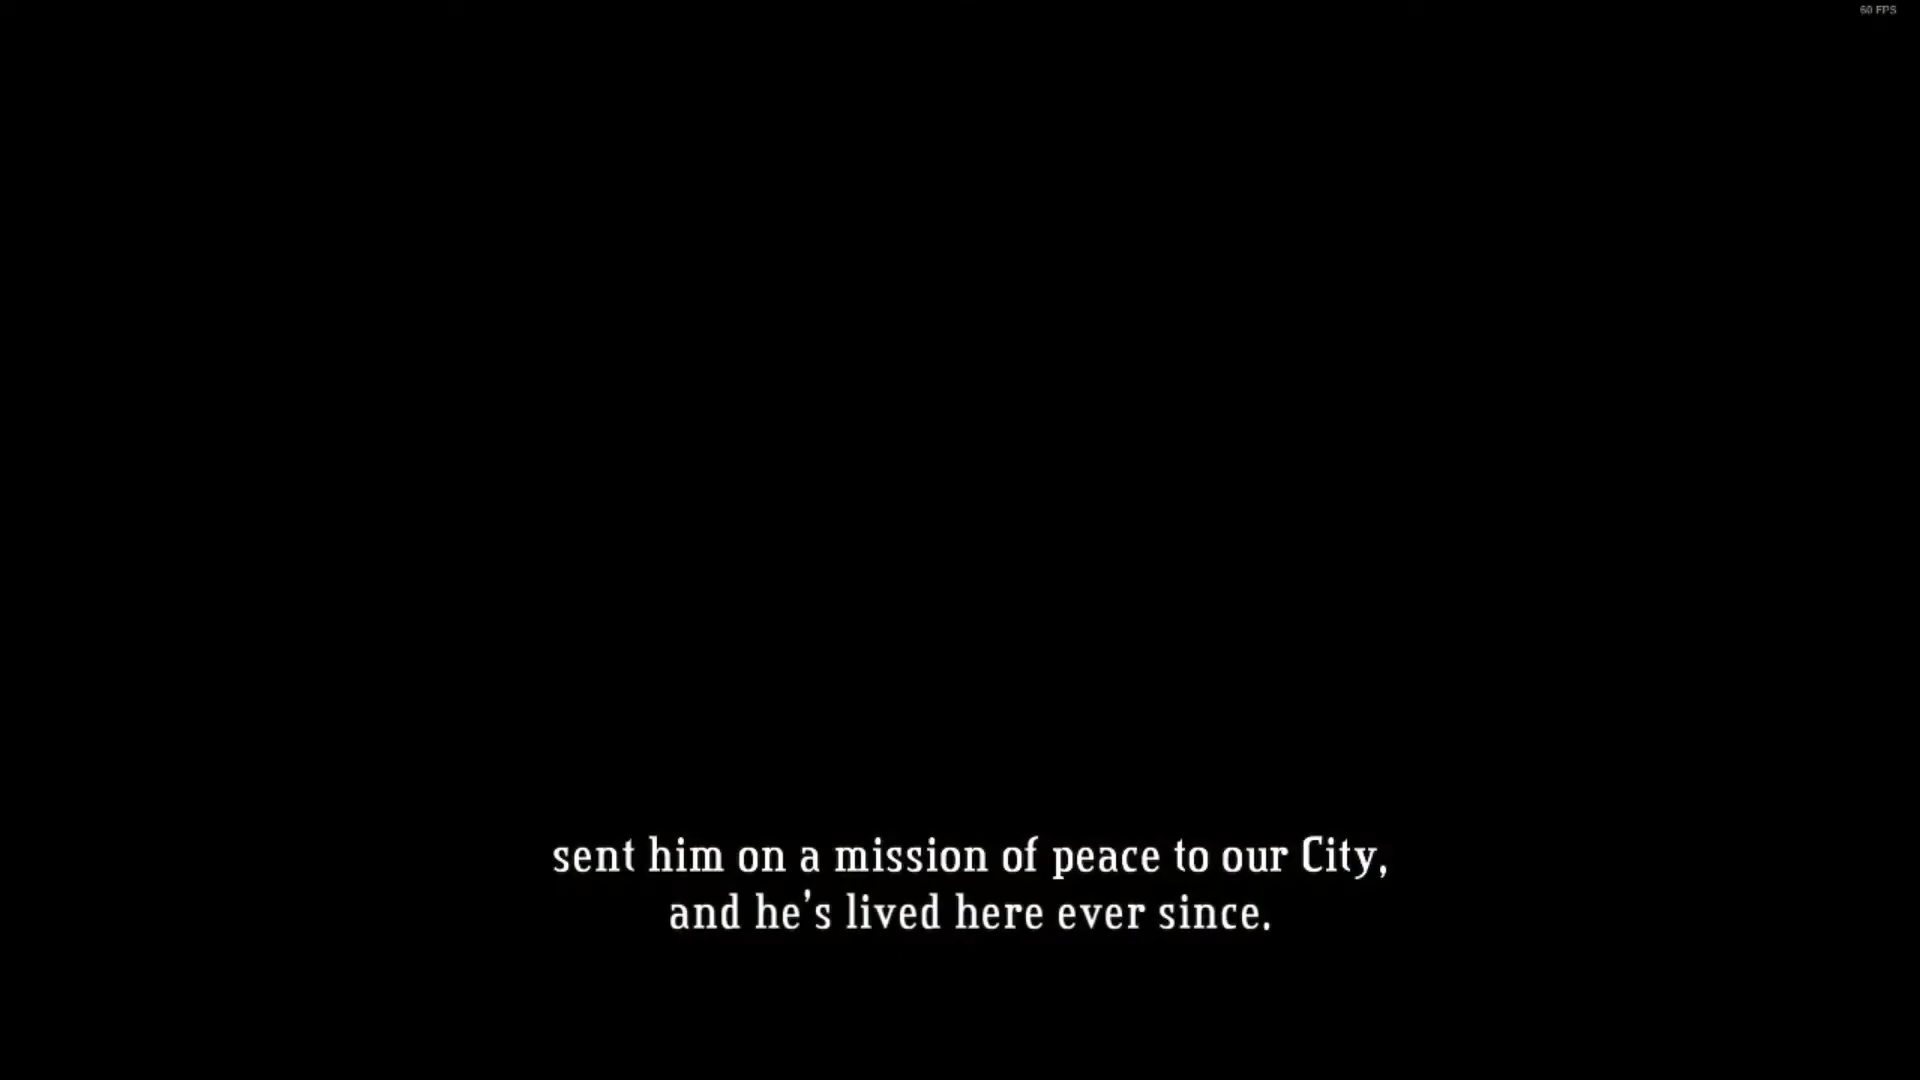 60 FPS
sent him on a mission of peace to our City,
and he's lived here ever since.